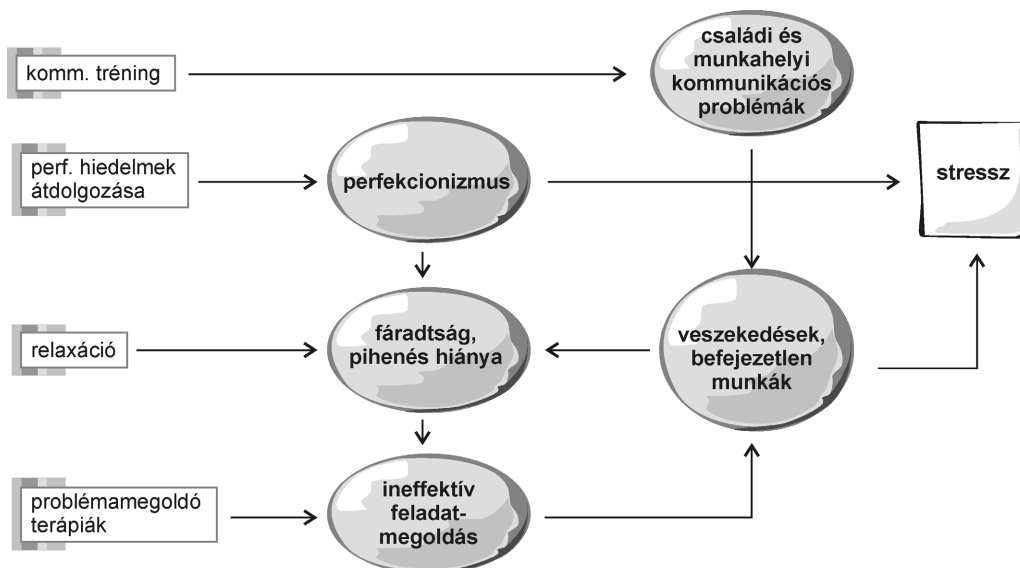 családi és
munkahelyi
kommunikációs
problémák
komm. tréning
perf. hiedelmek
átdolgozása
perfekcionizmus
stressz
relaxáció
fáradtság,
pihenés hiánya
veszekedések,
befejezetlen
munkák
problémamegoldó
terápiák
ineffektív
feladat-
megoldás